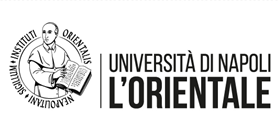 SIGILLUM INSTITUTI ORIENTALIS NEAPOLITANI
UNIVERSITÀ DI NAPOLI
L'ORIENTALE